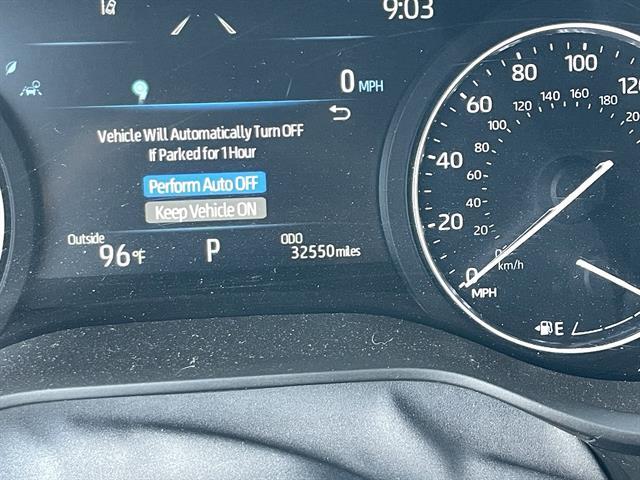 9:03
0 MPH
Vehicle Will Automatically Turn OFF
If Parked for 1 Hour
Perform Auto OFF
Keep Vehicle ON
Outside
96°F
P
ODO
32550 miles
0
20
40
60
80
100
120
MPH
0
20
40
60
80
100
120
140
160
180
200
km/h
E